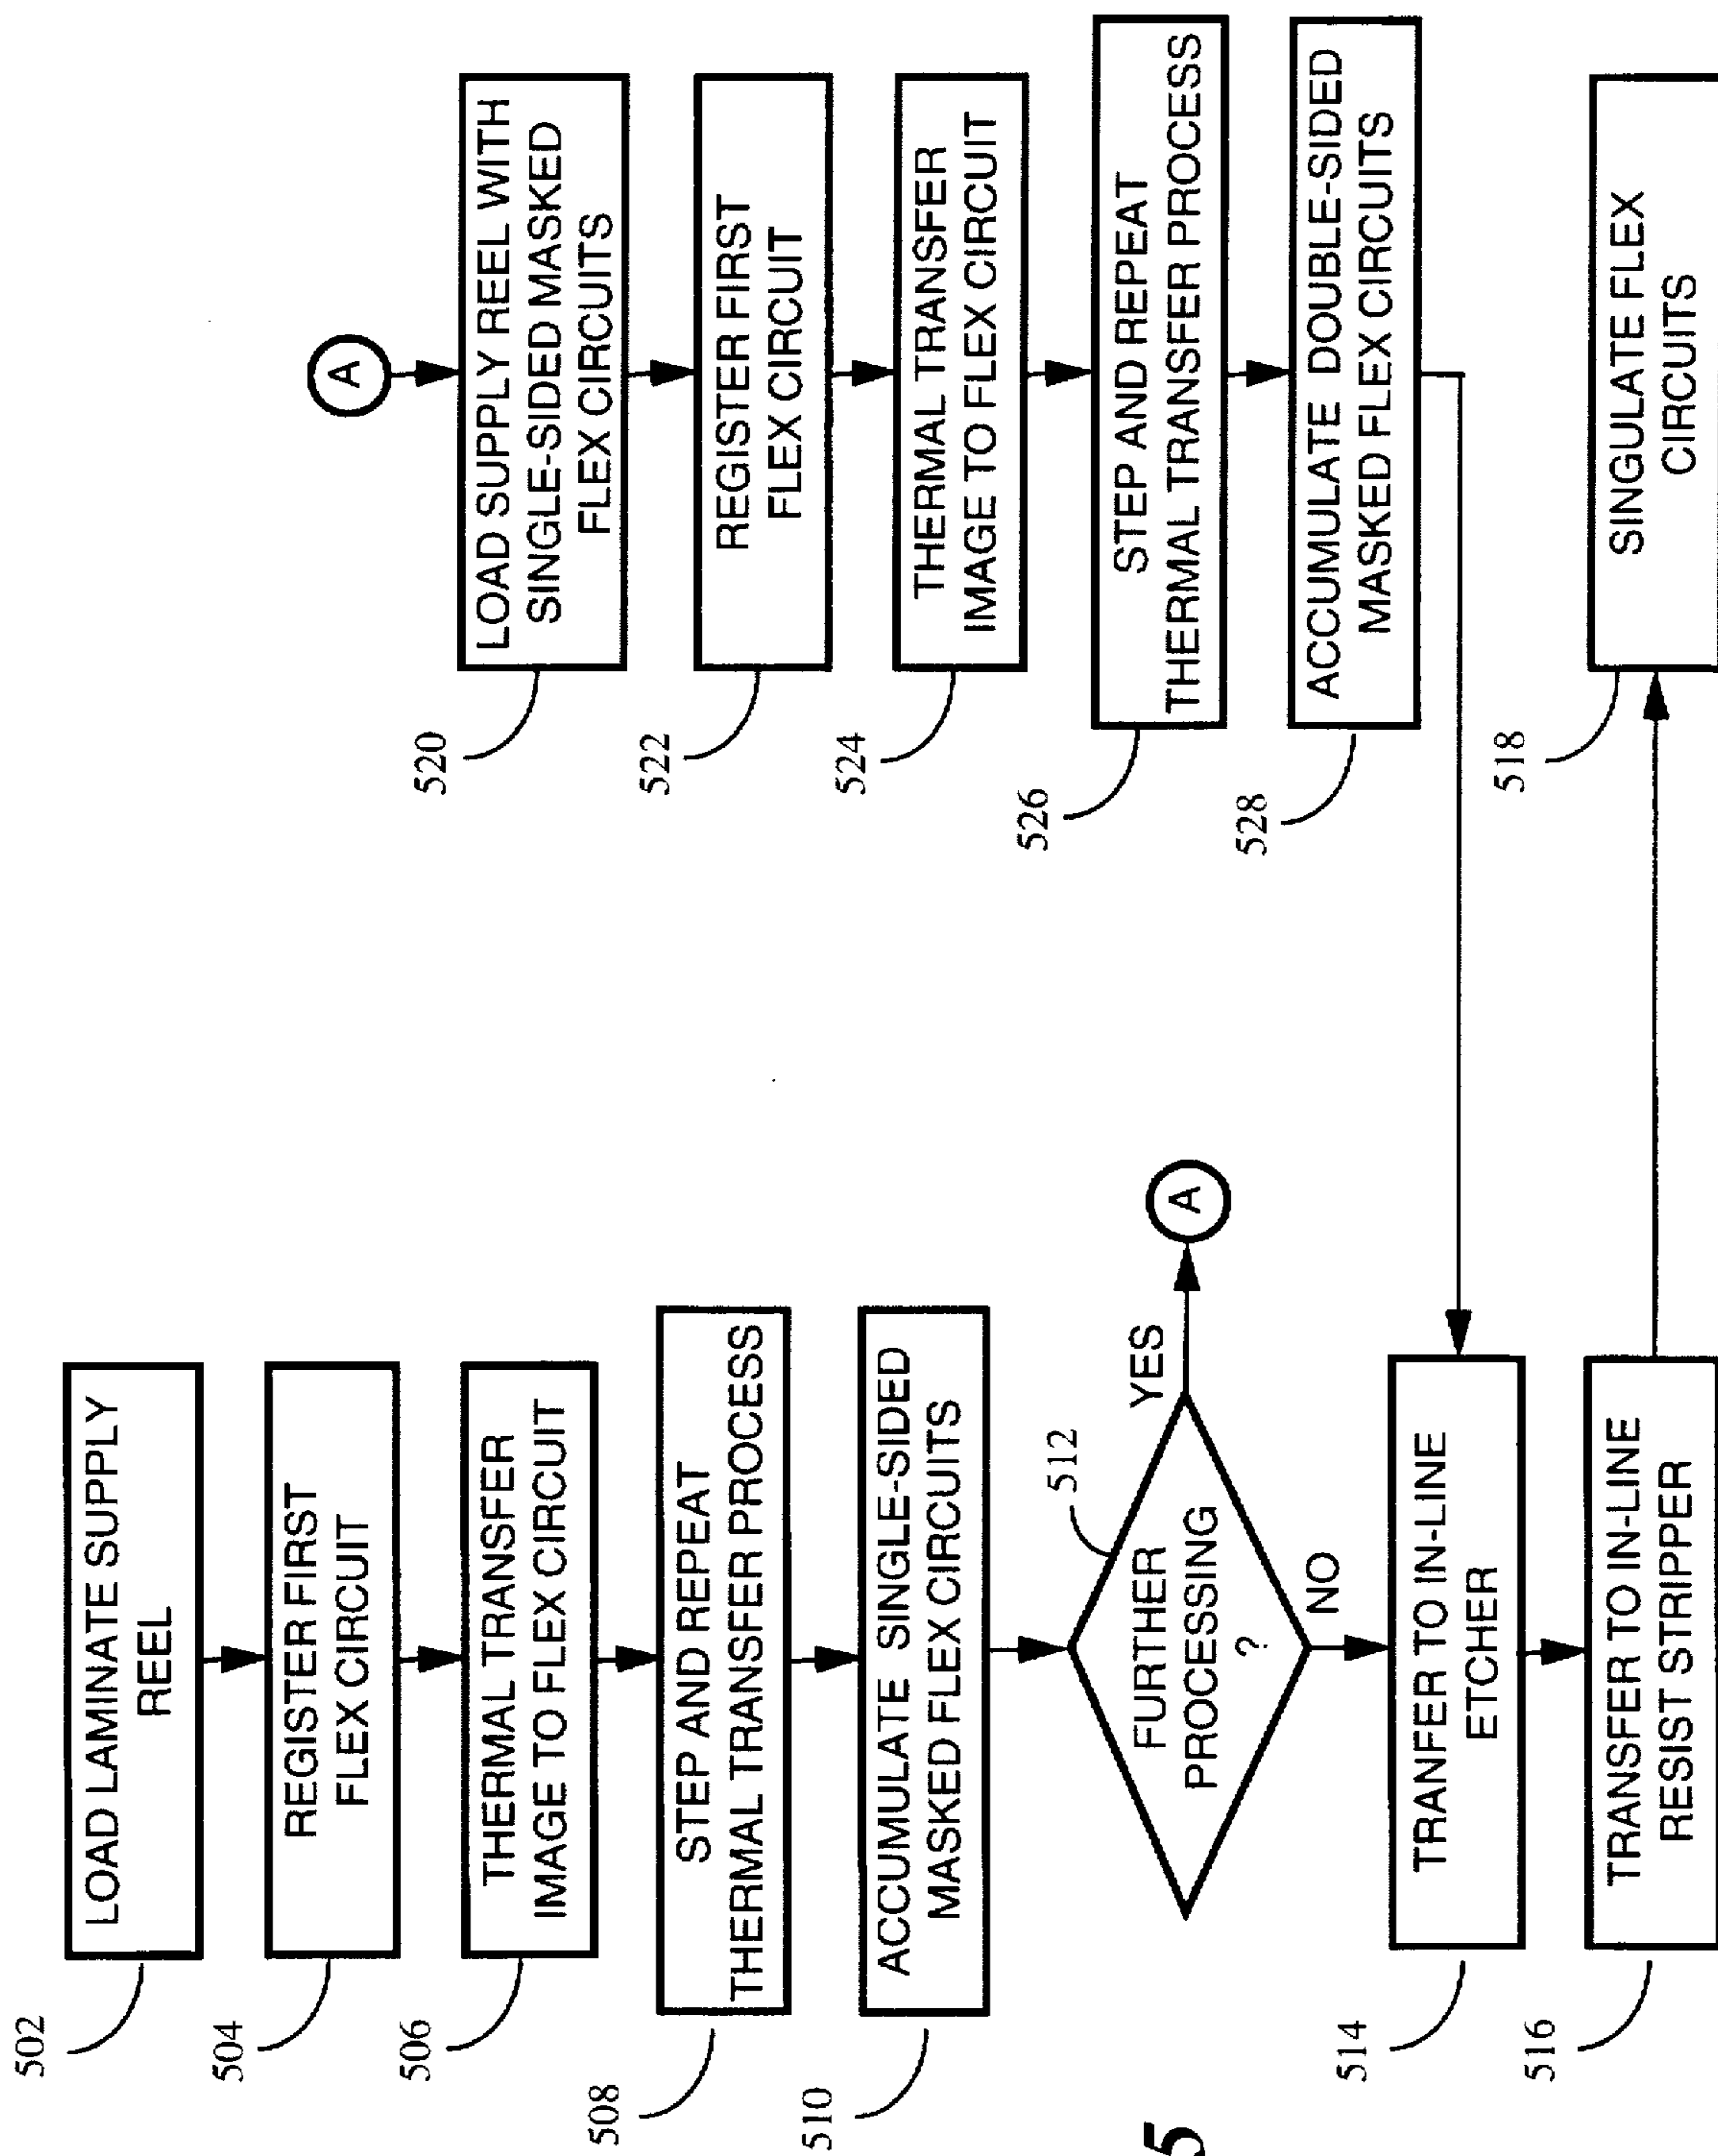 502
LOAD LAMINATE SUPPLY
REEL
504
REGISTER FIRST
FLEX CIRCUIT
506
THERMAL TRANSFER
IMAGE TO FLEX CIRCUIT
508
STEP AND REPEAT
THERMAL TRANSFER PROCESS
510
ACCUMULATE SINGLE-SIDED
MASKED FLEX CIRCUITS
512
FURTHER
PROCESSING
?
YES
A
NO
514
TRANFER TO IN-LINE
ETCHER
516
TRANSFER TO IN-LINE
RESIST STRIPPER
A
520
LOAD SUPPLY REEL WITH
SINGLE-SIDED MASKED
FLEX CIRCUITS
522
REGISTER FIRST
FLEX CIRCUIT
524
THERMAL TRANSFER
IMAGE TO FLEX CIRCUIT
526
STEP AND REPEAT
THERMAL TRANSFER PROCESS
528
ACCUMULATE DOUBLE-SIDED
MASKED FLEX CIRCUITS
518
SINGULATE FLEX
CIRCUITS
5